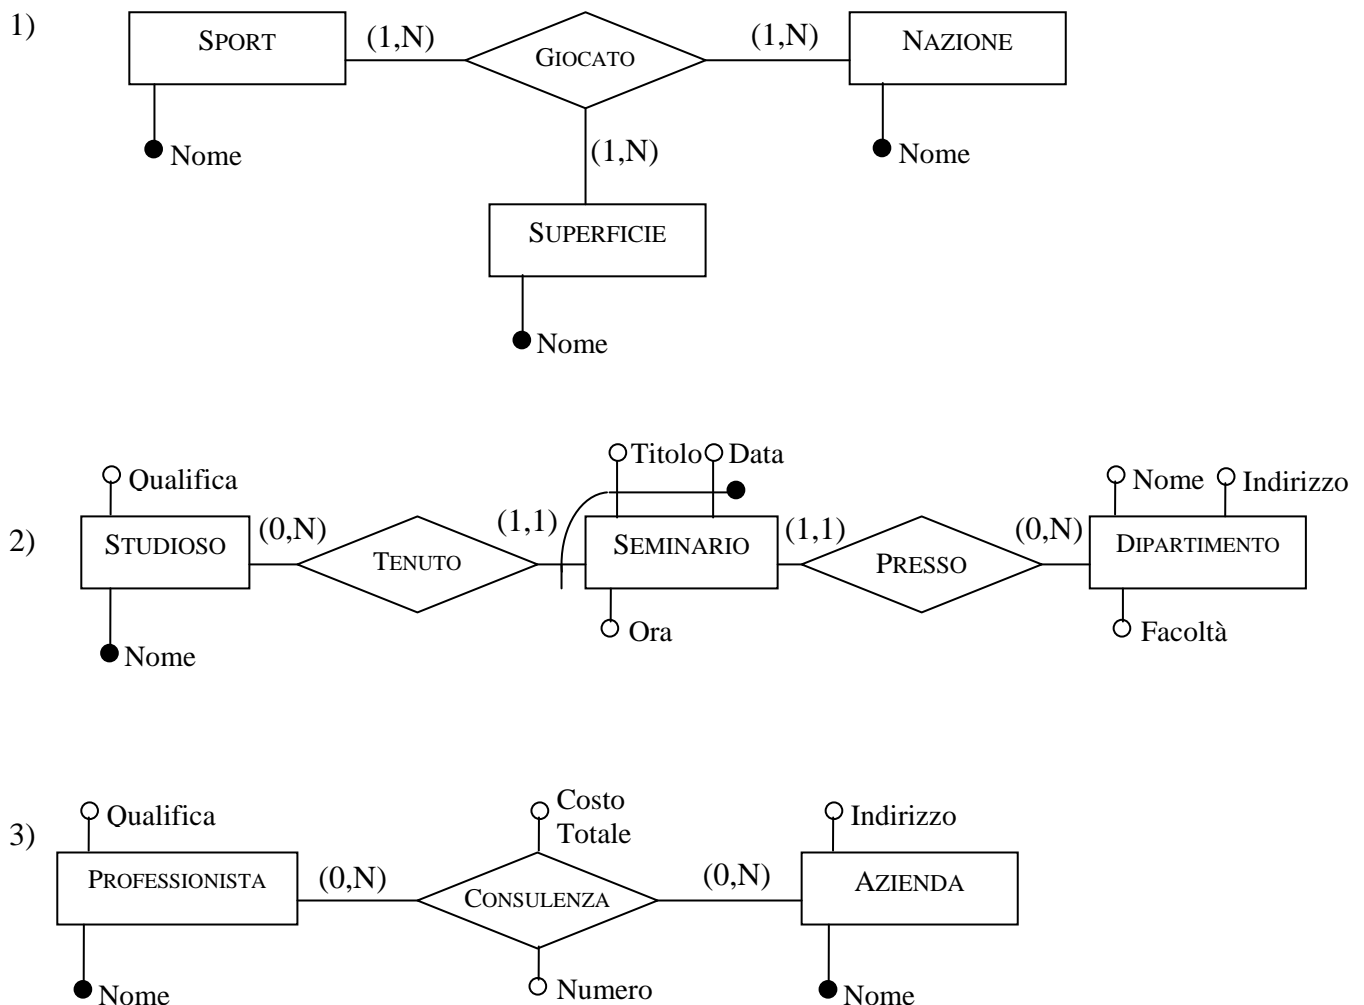 1)
SPORT (1,N) GIOCATO (1,N) NAZIONE
Nome
Nome
(1,N)
SUPERFICIE
Nome
Titolo Data
Qualifica
Nome Indirizzo
2)
STUDIOSO (0,N) TENUTO (1,1) SEMINARIO (1,1) PRESSO (0,N) DIPARTIMENTO
Ora
Facoltà
Nome
Qualifica
Costo
Totale
Indirizzo
3)
PROFESSIONISTA (0,N) CONSULENZA (0,N) AZIENDA
Nome
Numero
Nome